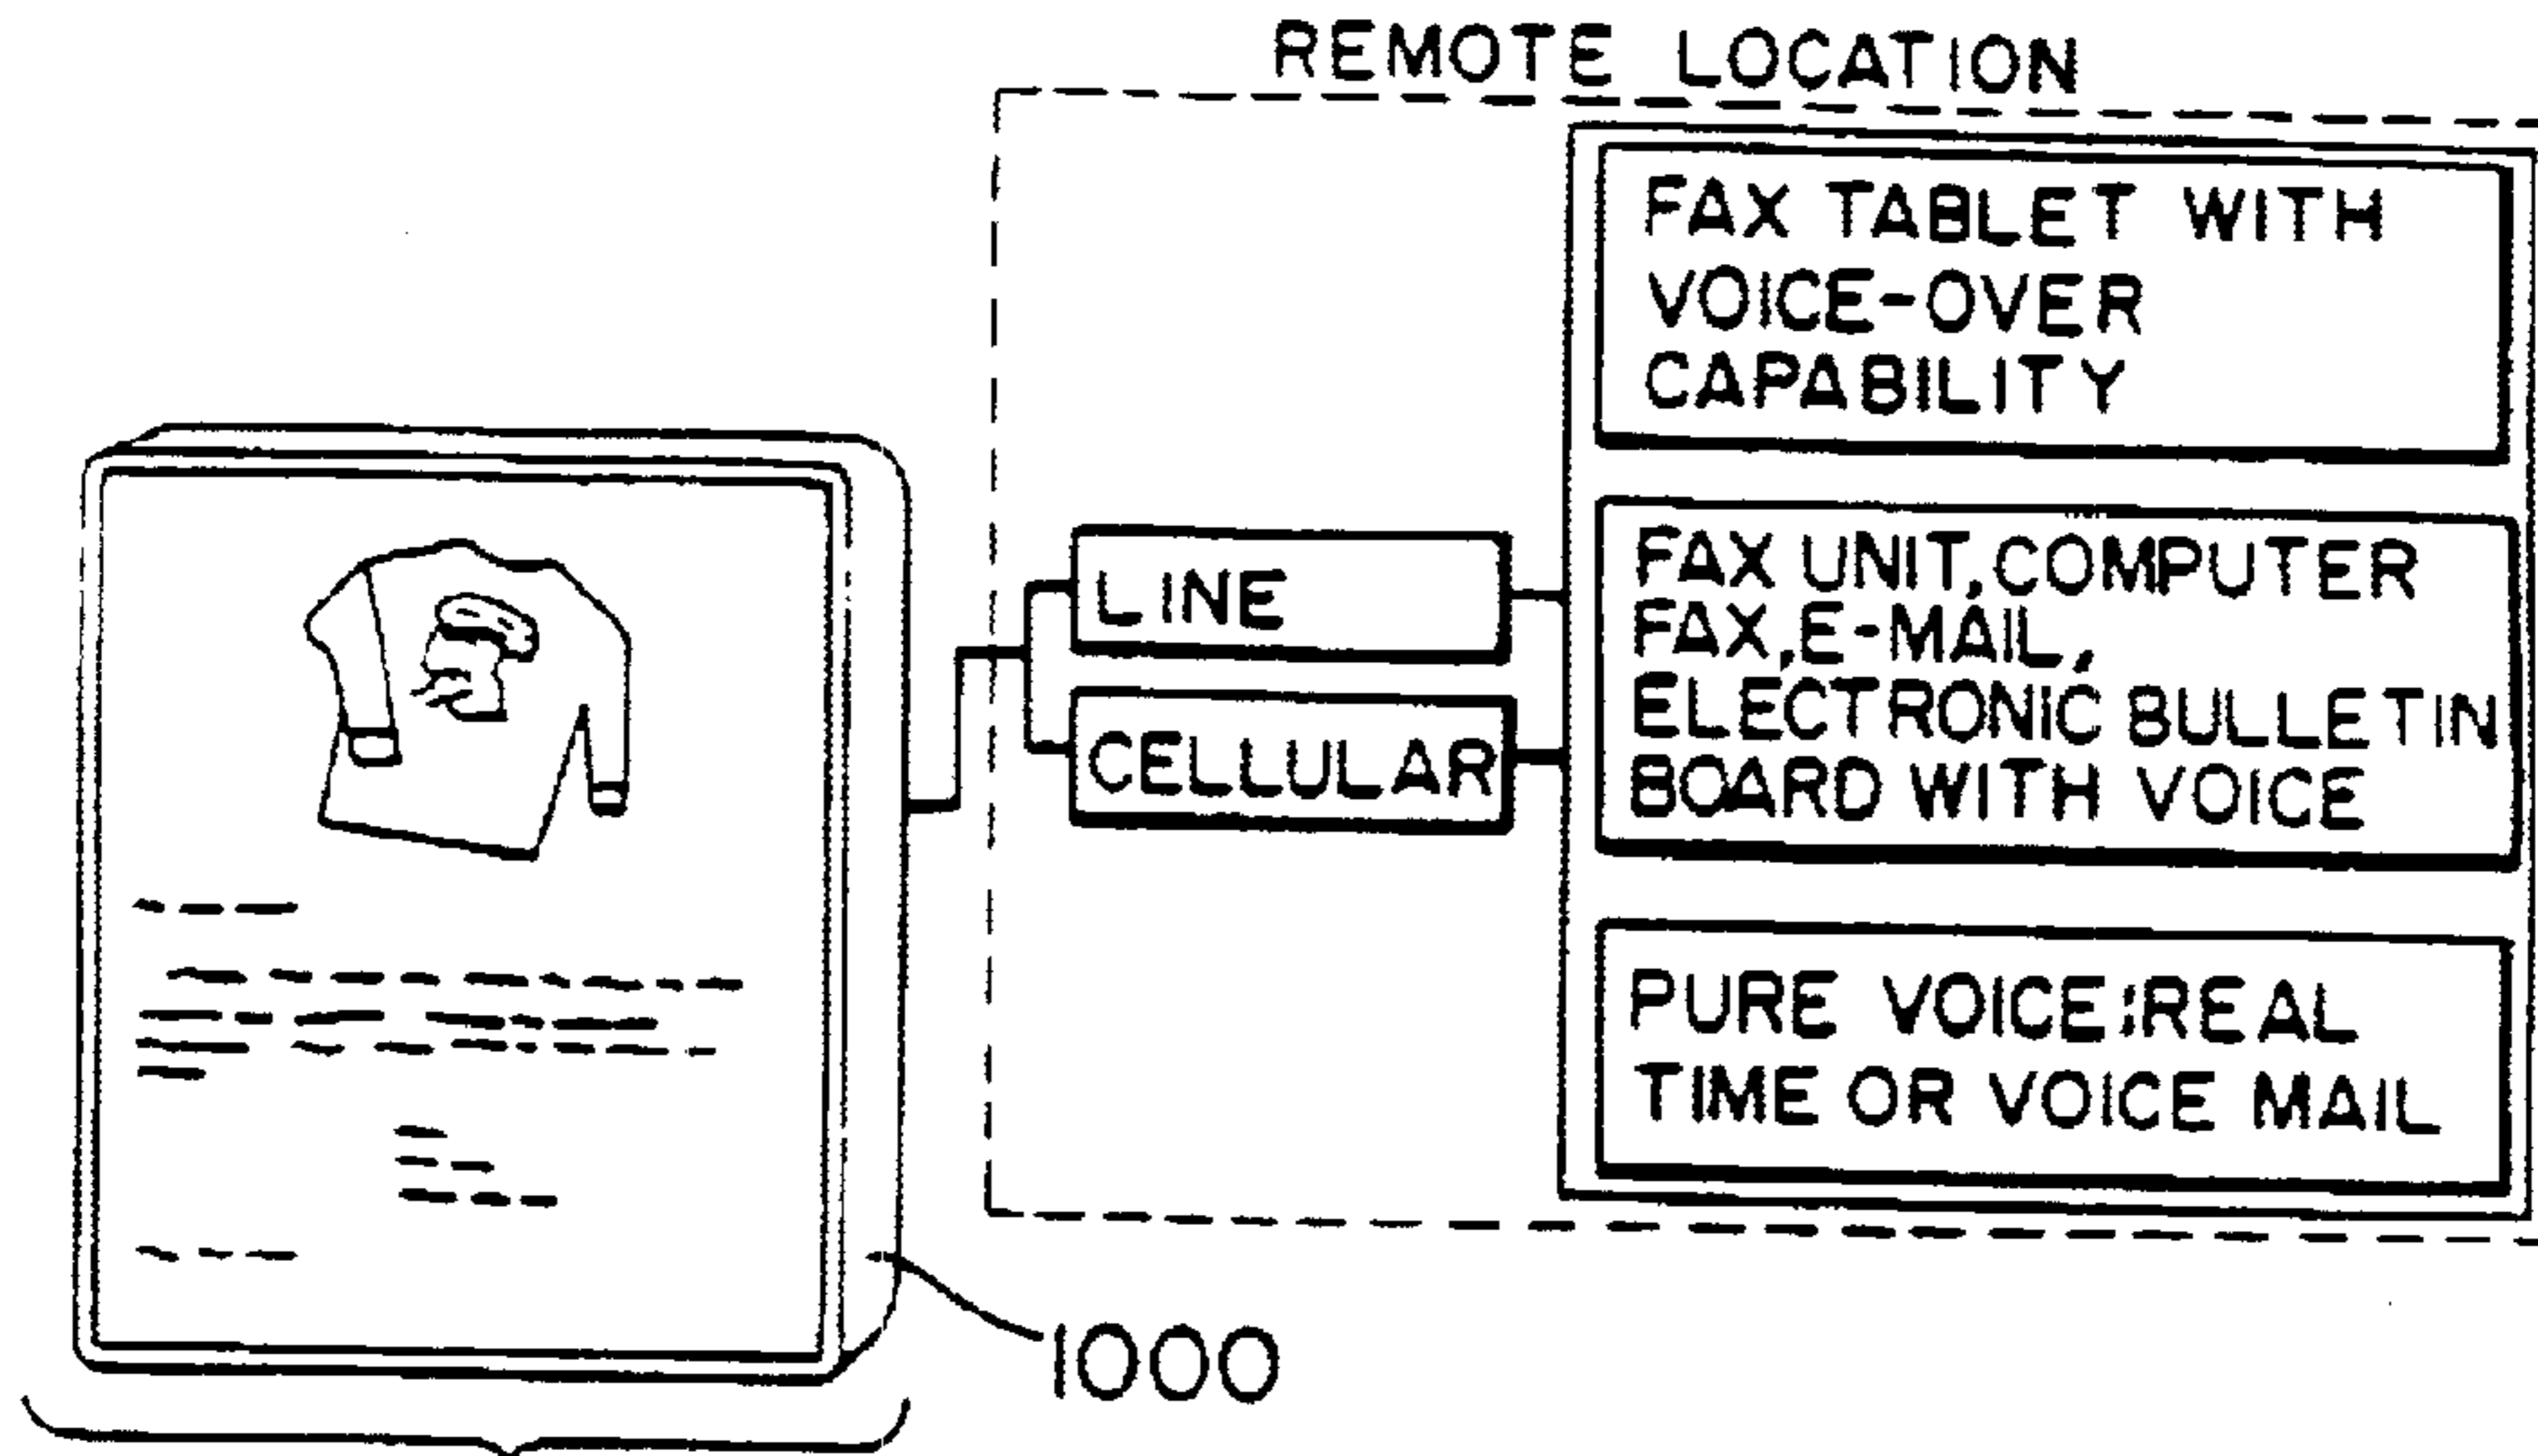 REMOTE LOCATION
FAX TABLET WITH
VOICE-OVER
CAPABILITY
LINE
CELLULAR
FAX UNIT, COMPUTER
FAX, E-MAIL,
ELECTRONIC BULLETIN
BOARD WITH VOICE
PURE VOICE:REAL
TIME OR VOICE MAIL
1000